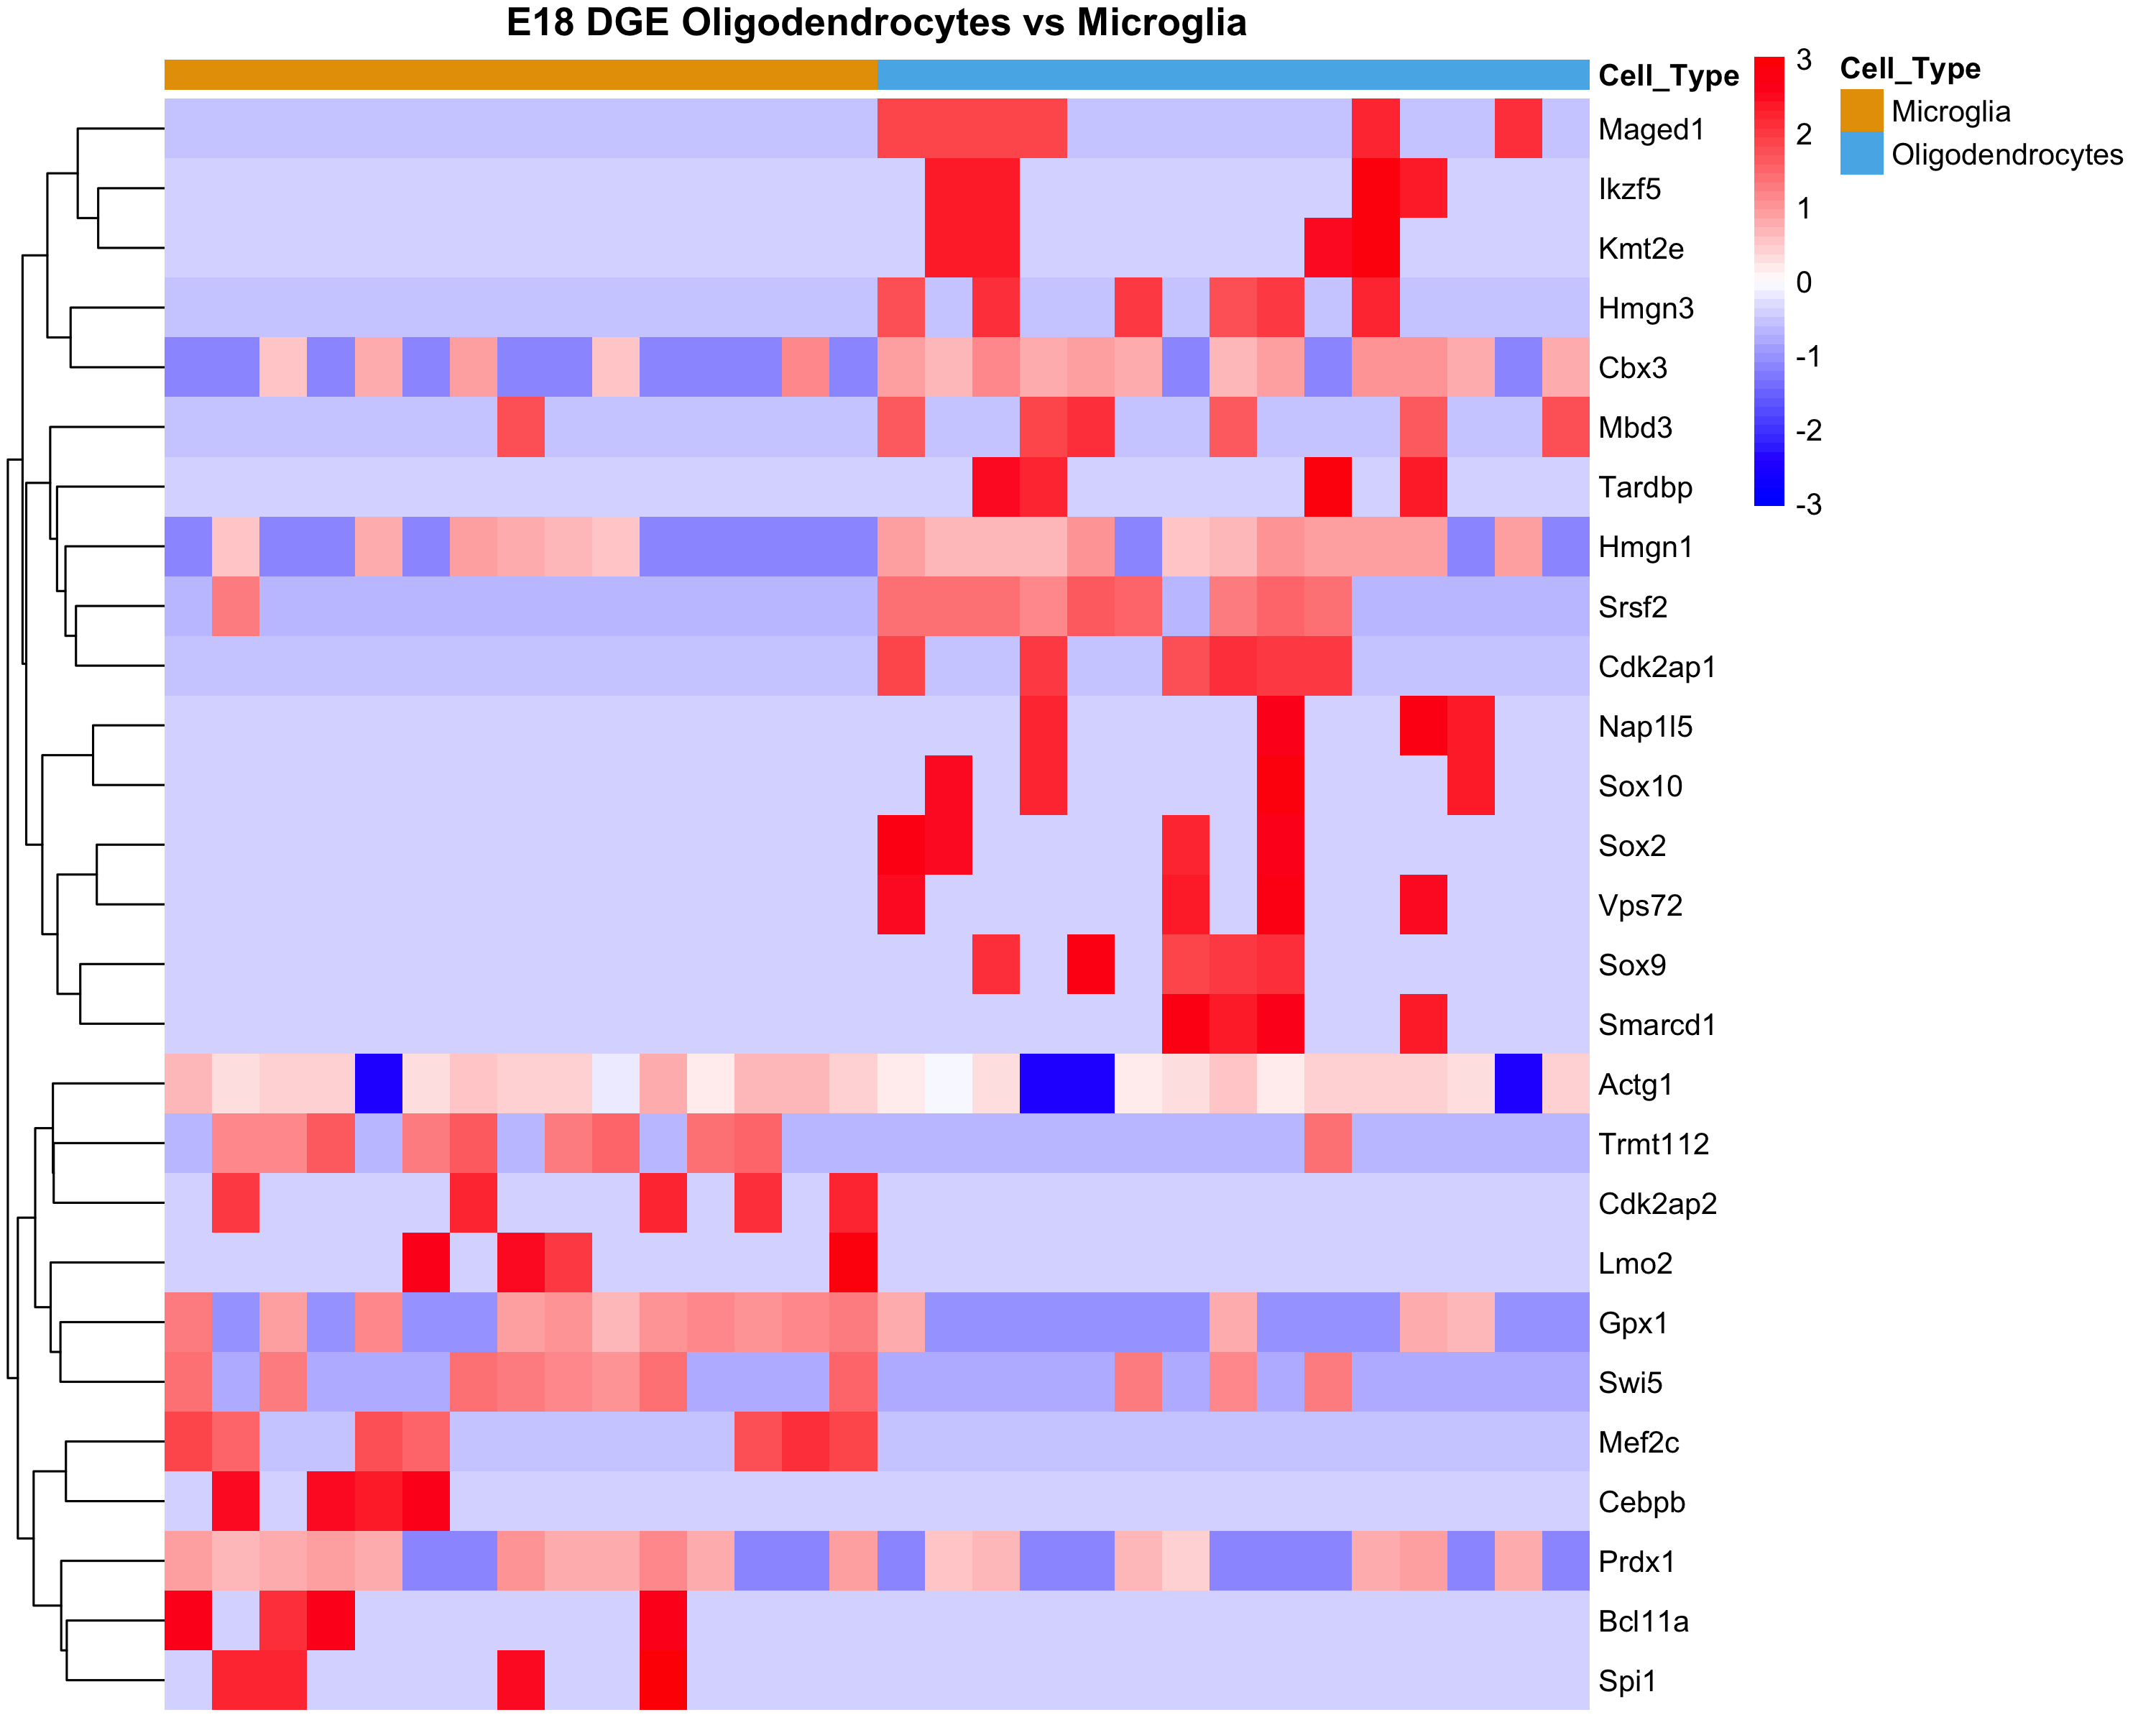 E18 DGE Oligodendrocytes vs Microglia
Cell_Type
Maged1
Ikzf5
Kmt2e
Hmgn3
Cbx3
Mbd3
Tardbp
Hmgn1
Srsf2
Cdk2ap1
Nap1l5
Sox10
Sox2
Vps72
Sox9
Smarcd1
Actg1
Trmt112
Cdk2ap2
Lmo2
Gpx1
Swi5
Mef2c
Cebpb
Prdx1
Bcl11a
Spi1
3
2
1
0
-1
-2
-3
Cell_Type
Microglia
Oligodendrocytes